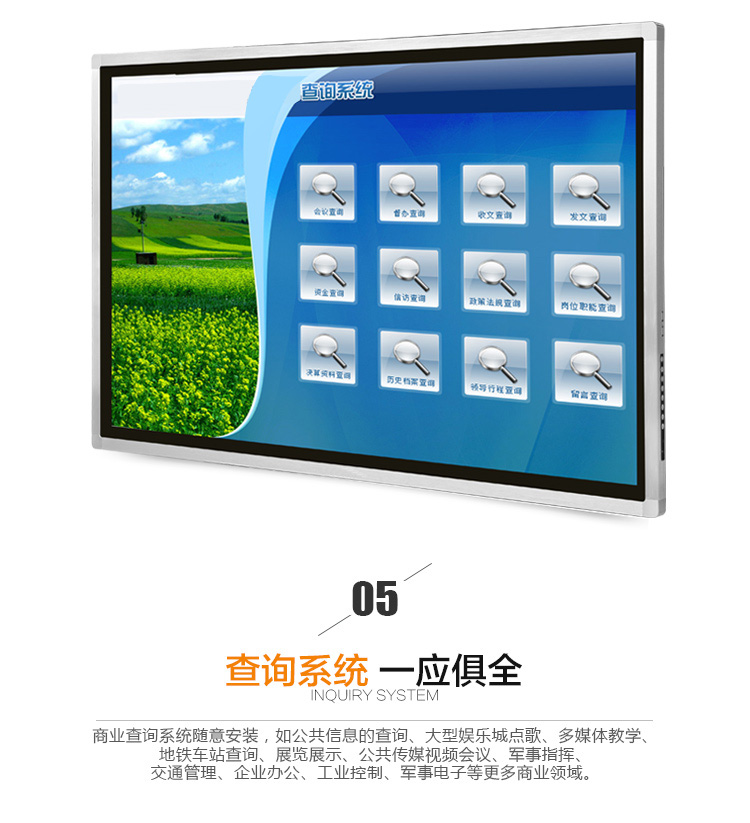 查询系统
会议查询
督办查询
收文查询
发文查询
资金查询
信访查询
政策法规查询
岗位职能查询
决算资料查询
历史档案查询
领导行程查询
留言查询
05
查询系统 一应俱全
INQUIRY SYSTEM
商业查询系统随意安装，如公共信息的查询、大型娱乐城点歌、多媒体教学、
地铁车站查询、展览展示、公共传媒视频会议、军事指挥、
交通管理、企业办公、工业控制、军事电子等更多商业领域。